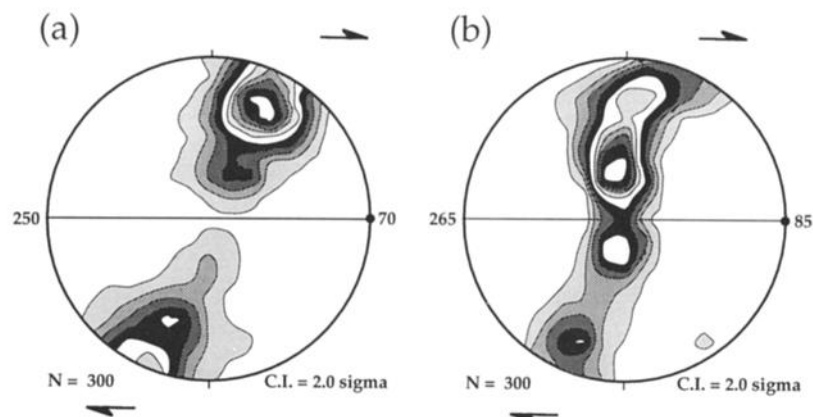 (a)
250
70
N = 300
C.I. = 2.0 sigma
(b)
265
85
N = 300
C.I. = 2.0 sigma